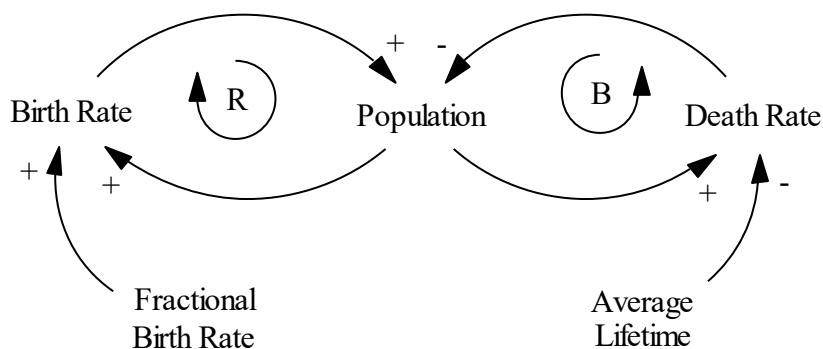 + -
R B
Birth Rate Population Death Rate
+ + + -
Fractional
Birth Rate
Average
Lifetime